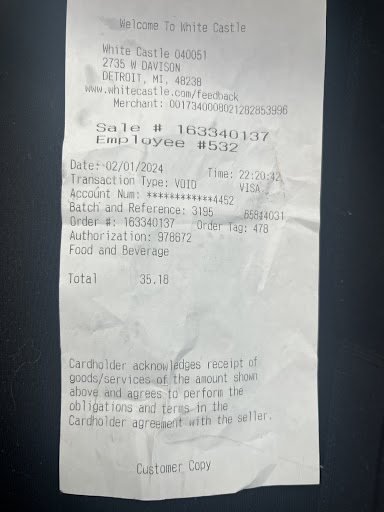 Welcome To White Castle
White Castle 040051
2735 W DAVISON
DETROIT, MI, 48238
www.whitecastle.com/feedback
Merchant: 001734000802128285​3996
Sale # 163340137
Employee #532
Date: 02/01/2024 Time: 22:20:42
Transaction Type: VOID VISA
Account Num: ************4452
Batch and Reference: 3195 65814031
Order #: 163340137 Order Tag: 478
Authorization: 978672
Food and Beverage
Total 35.18
Cardholder acknowledges receipt of
goods/services of the amount shown
above and agrees to perform the
obligations and terms in the
Cardholder agreement with the seller.
Customer Copy